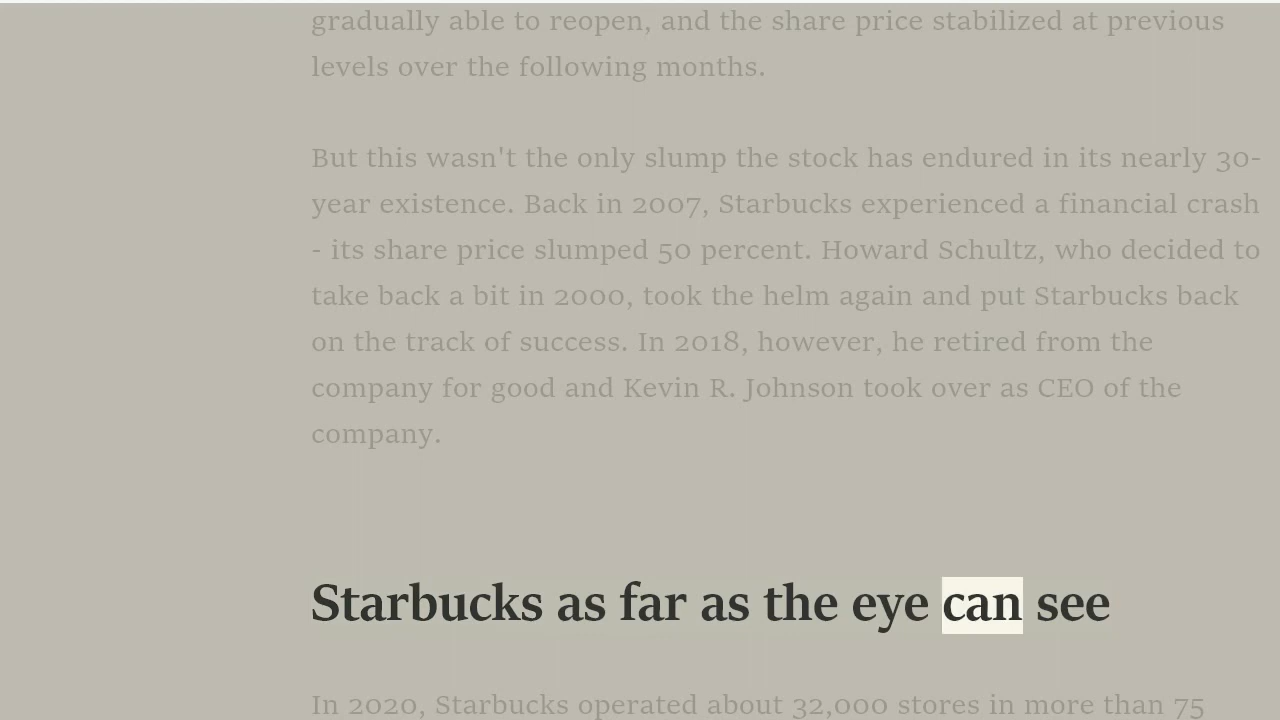 gradually able to reopen, and the share price stabilized at previous
levels over the following months.
But this wasn't the only slump the stock has endured in its nearly 30-
year existence. Back in 2007, Starbucks experienced a financial crash
- its share price slumped 50 percent. Howard Schultz, who decided to
take back a bit in 2000, took the helm again and put Starbucks back
on the track of success. In 2018, however, he retired from the
company for good and Kevin R. Johnson took over as CEO of the
company.
Starbucks as far as the eye can see
In 2020, Starbucks operated about 32,000 stores in more than 75